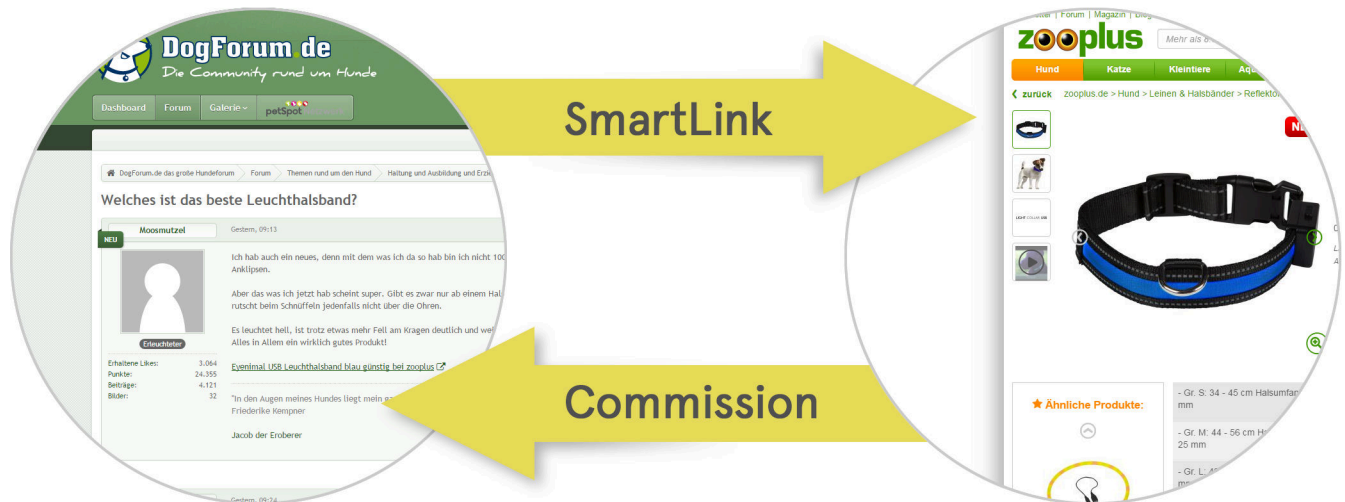 DogForum.de
Die Community rund um Hunde
Dashboard Forum Galerie petSpot
DogForum.de das große Hundeforum Forum Themen rund um den Hund Haltung und Ausbildung und Erzie
Welches ist das beste Leuchthalsband?
NEU
Moosmutzel
Gestern, 09:13
Ich hab auch ein neues, denn mit dem was ich da so hab bin ich nicht 100
Anklipsen.
Aber das was ich jetzt hab scheint super. Gibt es zwar nur ab einem Hal
rutscht beim Schnüffeln jedenfalls nicht über die Ohren.
Es leuchtet hell, ist trotz etwas mehr Fell am Kragen deutlich und
Alles in Allem ein wirklich gutes Produkt!
Eyenimal USB Leuchthalsband blau günstig bei zooplus
Erleuchteter
Erhaltene Likes: 3.064
Punkte: 24.355
Beiträge: 4.121
Bilder: 32
"In den Augen meines Hundes liegt mein
Friederike Kempner
Jacob der Eroberer
Gestern, 09:24
SmartLink
Commission
Forum | Magazin |
zooplus
Mehr als
Hund Katze Kleintiere
zurück zooplus.de > Hund > Leinen & Halsbänder >
LIGHT COLLAR USB
Ähnliche Produkte:
- Gr. S: 34 - 45 cm
mm
- Gr. M: 44 - 56 cm
25 mm
- Gr. L: